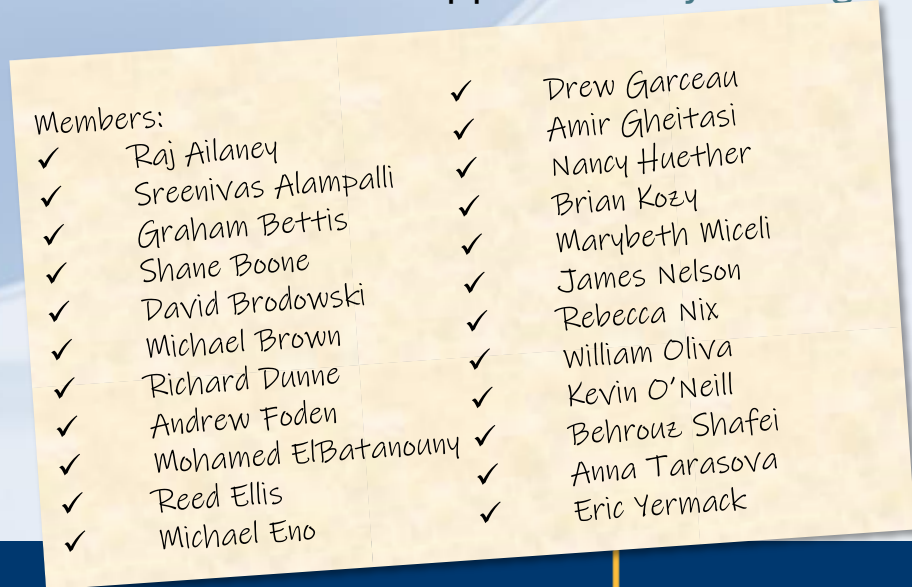 Members:
✓ Raj Ailaney
✓ Sreenivas Alampalli
✓ Graham Bettis
✓ Shane Boone
✓ David Brodowski
✓ Michael Brown
✓ Richard Dunne
✓ Andrew Foden
✓ Mohamed ElBatanouny
✓ Reed Ellis
✓ Michael Eno
✓ Drew Garceau
✓ Amir Gheitasi
✓ Nancy Huether
✓ Brian Kozy
✓ Marybeth Miceli
✓ James Nelson
✓ Rebecca Nix
✓ William Oliva
✓ Kevin O'Neill
✓ Behrouz Shafei
✓ Anna Tarasova
✓ Eric Yermack